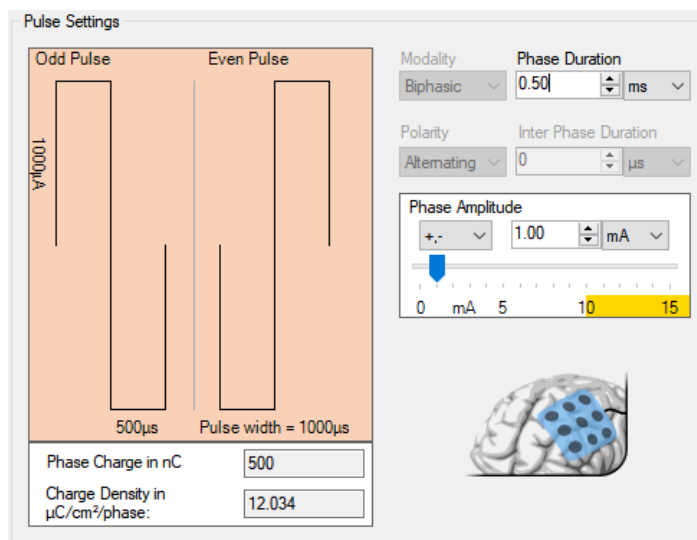 Pulse Settings
Odd Pulse
Even Pulse
1000µA
500µs
Pulse width = 1000µs
Phase Charge in nC
500
Charge Density in
µC/cm²/phase:
12.034
Modality
Phase Duration
Biphasic
0.50
ms
Polarity
Inter Phase Duration
Alternating
0
µs
Phase Amplitude
+,-
1.00
mA
0 mA 5 10 15